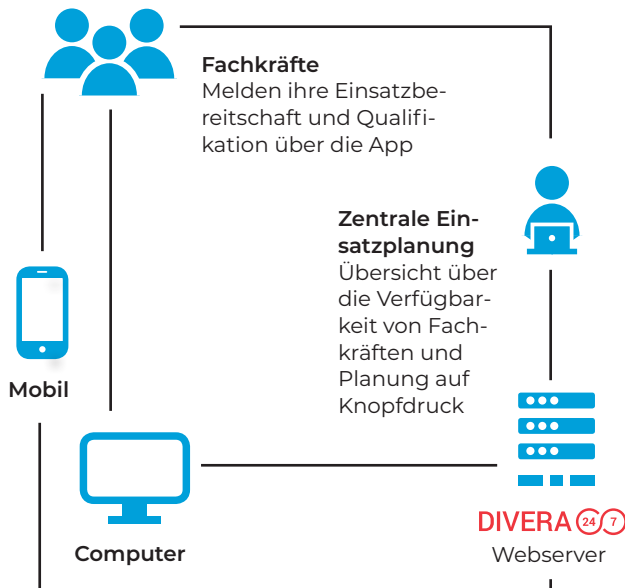 Fachkräfte
Melden ihre Einsatzbe-
reitschaft und Qualifi-
kation über die App
Zentrale Ein-
satzplanung
Übersicht über
die Verfügbar-
keit von Fach-
kräften und
Planung auf
Knopfdruck
Mobil
Computer
DIVERA 24/7
Webserver